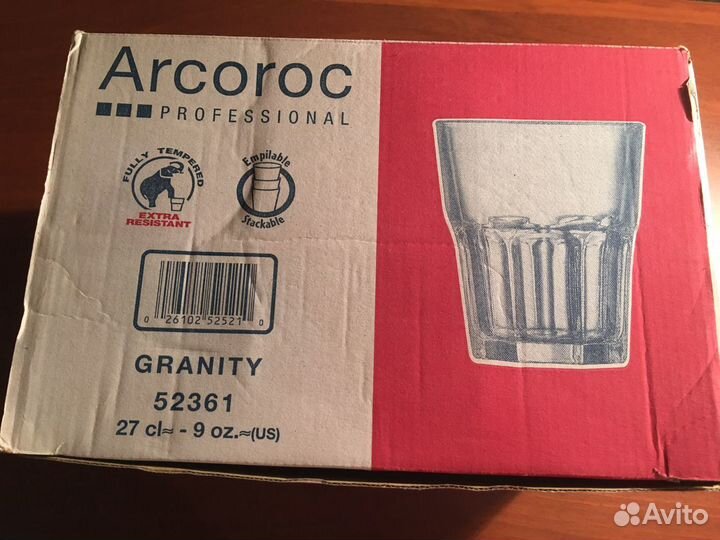 Arcoroc
PROFESSIONAL
FULLY TEMPERED
EXTRA
RESISTANT
Empilable
Stackable
0 26102 52521 0
GRANITY
52361
27 cl≈ - 9 oz.≈(US)
Avito